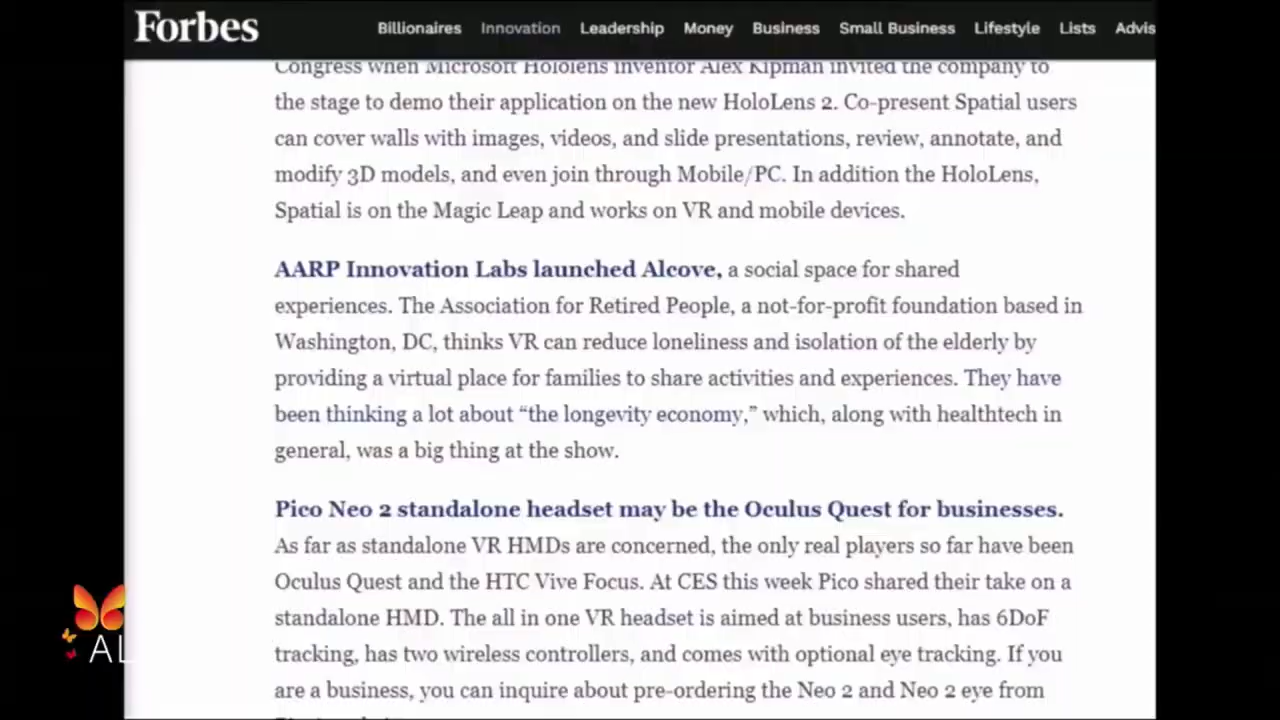 Forbes
Billionaires Innovation Leadership Money Business Small Business Lifestyle Lists Advis
Congress when Microsoft Hololens inventor Alex Kipman invited the company to
the stage to demo their application on the new HoloLens 2. Co-present Spatial users
can cover walls with images, videos, and slide presentations, review, annotate, and
modify 3D models, and even join through Mobile/PC. In addition the HoloLens,
Spatial is on the Magic Leap and works on VR and mobile devices.
AARP Innovation Labs launched Alcove, a social space for shared
experiences. The Association for Retired People, a not-for-profit foundation based in
Washington, DC, thinks VR can reduce loneliness and isolation of the elderly by
providing a virtual place for families to share activities and experiences. They have
been thinking a lot about “the longevity economy,” which, along with healthtech in
general, was a big thing at the show.
Pico Neo 2 standalone headset may be the Oculus Quest for businesses.
As far as standalone VR HMDs are concerned, the only real players so far have been
Oculus Quest and the HTC Vive Focus. At CES this week Pico shared their take on a
standalone HMD. The all in one VR headset is aimed at business users, has 6DoF
tracking, has two wireless controllers, and comes with optional eye tracking. If you
are a business, you can inquire about pre-ordering the Neo 2 and Neo 2 eye from
AL